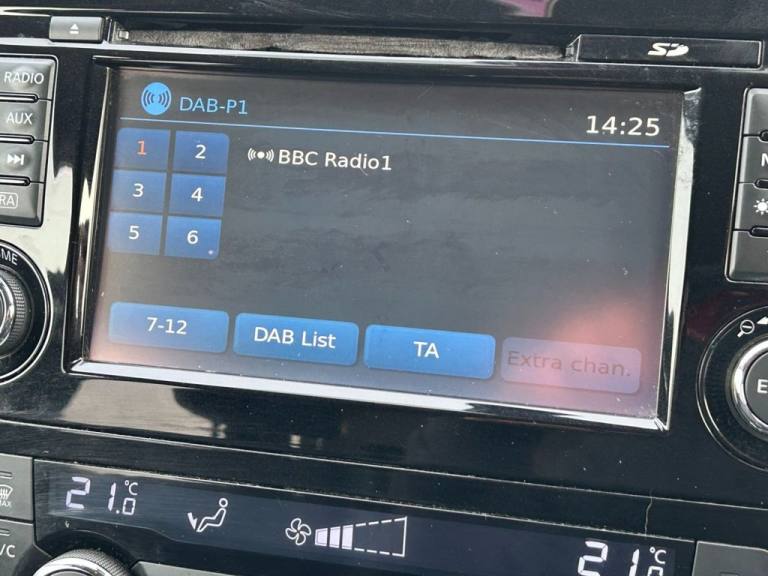 SD
RADIO
AUX
DAB-P1
14:25
1 2
BBC Radio1
3 4
5 6
7-12
DAB List
TA
Extra chan.
21.0°C
21°C